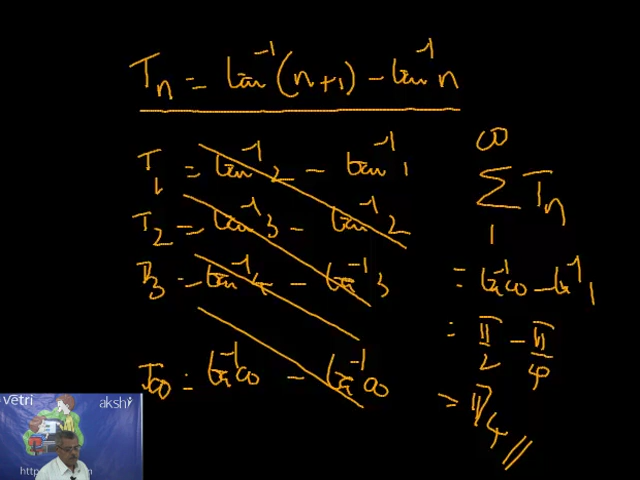 Tn = tan⁻¹(n+1) − tan⁻¹n
T1 = tan⁻¹2 − tan⁻¹1
T2 = tan⁻¹3 − tan⁻¹2
T3 = tan⁻¹4 − tan⁻¹3
T∞ = tan⁻¹∞ − tan⁻¹∞
∞
Σ Tn
1
= tan⁻¹∞ − tan⁻¹1
= π/2 − π/4
= π/4 //
vetri akshi
http